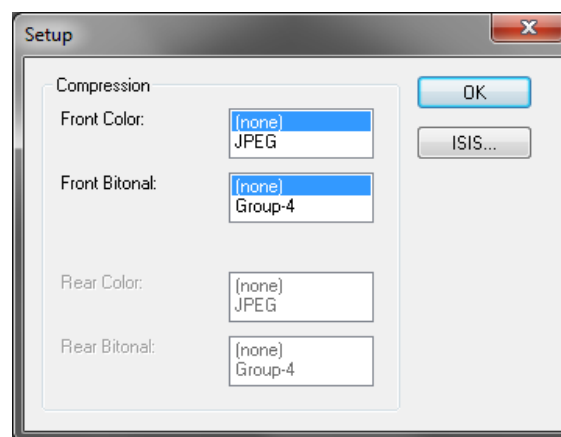 Setup
Compression
Front Color:
(none)
JPEG
OK
ISIS...
Front Bitonal:
(none)
Group-4
Rear Color:
(none)
JPEG
Rear Bitonal:
(none)
Group-4